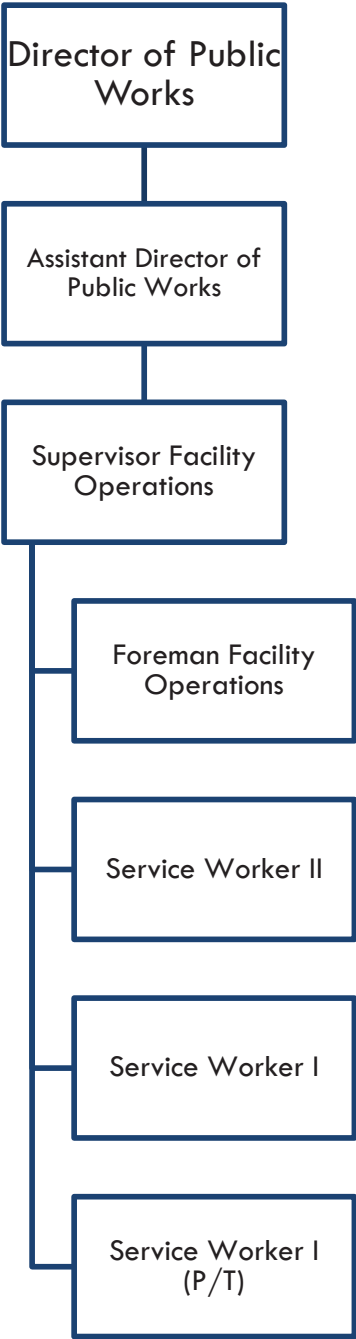 Director of Public
Works
Assistant Director of
Public Works
Supervisor Facility
Operations
Foreman Facility
Operations
Service Worker II
Service Worker I
Service Worker I
(P/T)